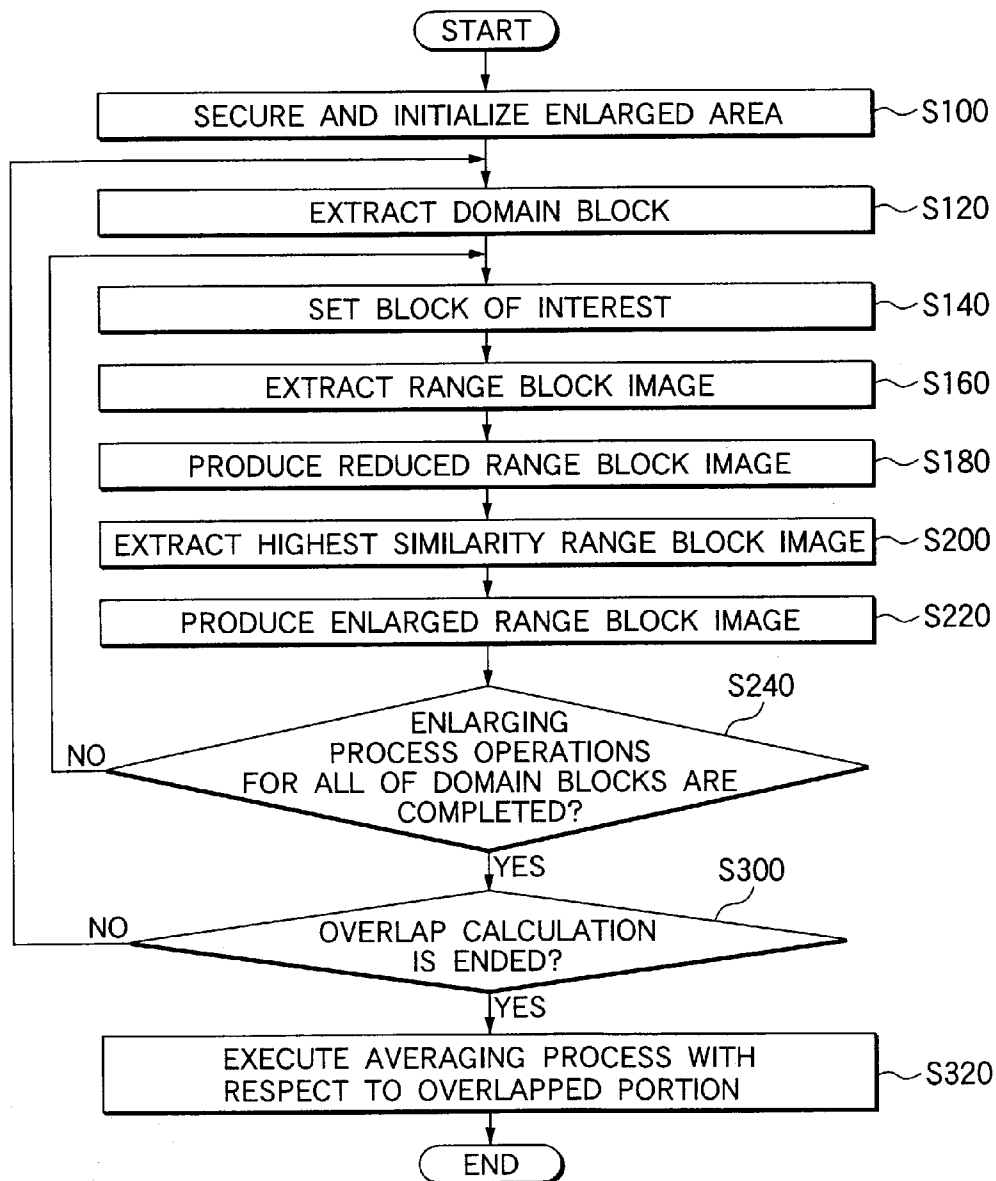 START
SECURE AND INITIALIZE ENLARGED AREA
S100
EXTRACT DOMAIN BLOCK
S120
SET BLOCK OF INTEREST
S140
EXTRACT RANGE BLOCK IMAGE
S160
PRODUCE REDUCED RANGE BLOCK IMAGE
S180
EXTRACT HIGHEST SIMILARITY RANGE BLOCK IMAGE
S200
PRODUCE ENLARGED RANGE BLOCK IMAGE
S220
S240
ENLARGING
PROCESS OPERATIONS
FOR ALL OF DOMAIN BLOCKS ARE
COMPLETED?
NO
YES
S300
OVERLAP CALCULATION
IS ENDED?
NO
YES
EXECUTE AVERAGING PROCESS WITH
RESPECT TO OVERLAPPED PORTION
S320
END